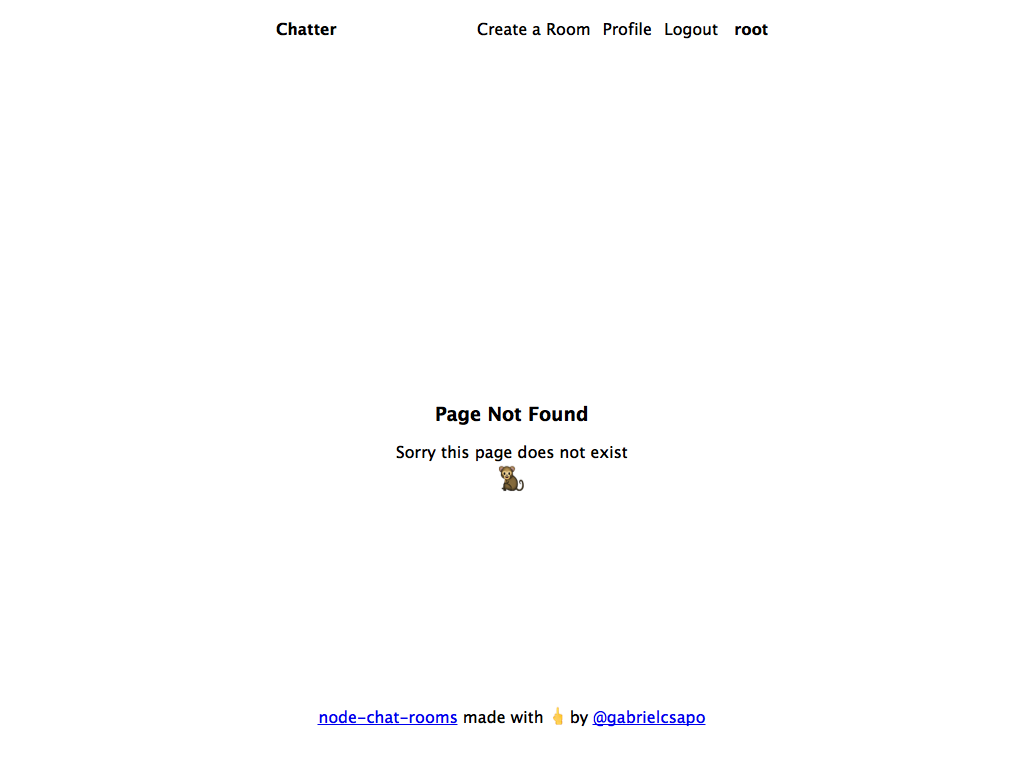 Chatter Create a Room Profile Logout root
Page Not Found
Sorry this page does not exist
🐒
node-chat-rooms made with 🖕 by @gabrielcsapo